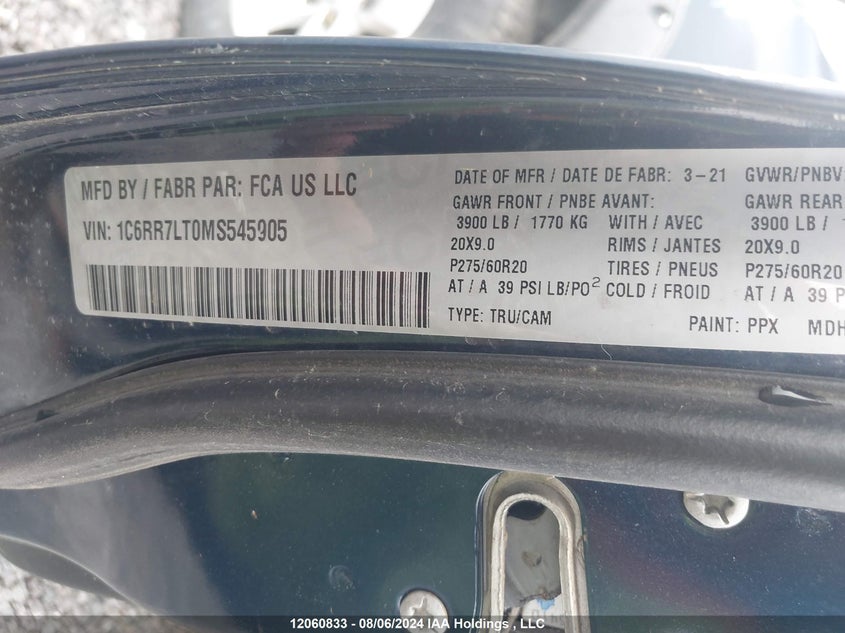 MFD BY / FABR PAR: FCA US LLC
VIN: 1C6RR7LT0MS545905
DATE OF MFR / DATE DE FABR: 3-21 GVWR/PNBV
GAWR FRONT / PNBE AVANT: GAWR REAR
3900 LB / 1770 KG WITH / AVEC 3900 LB /
20X9.0 RIMS / JANTES 20X9.0
P275/60R20 TIRES / PNEUS P275/60R20
AT / A 39 PSI LB/PO² COLD / FROID AT / A 39 P
TYPE: TRU/CAM PAINT: PPX MDH
12060833 - 08/06/2024 IAA Holdings , LLC